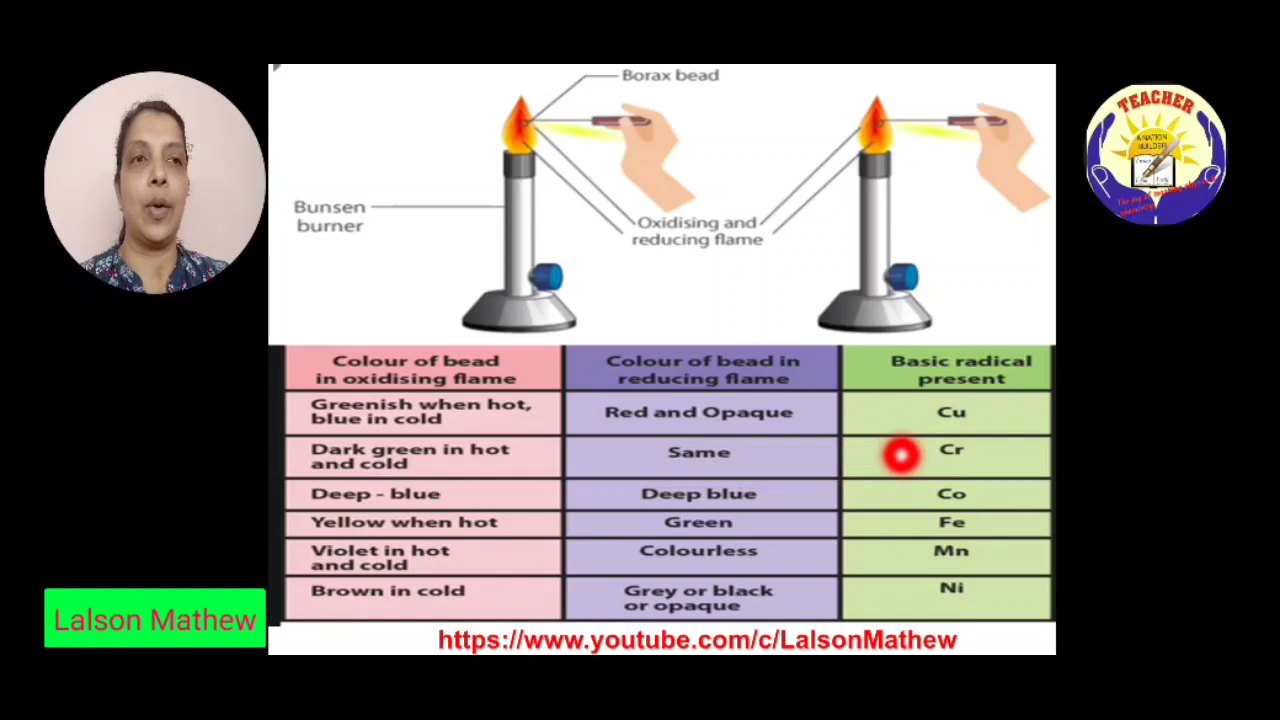 Borax bead
Bunsen
burner
Oxidising and
reducing flame
TEACHER
A NATION
BUILDER
Colour of bead
in oxidising flame
Colour of bead in
reducing flame
Basic radical
present
Greenish when hot,
blue in cold
Red and Opaque
Cu
Dark green in hot
and cold
Same
Cr
Deep - blue
Deep blue
Co
Yellow when hot
Green
Fe
Violet in hot
and cold
Colourless
Mn
Brown in cold
Grey or black
or opaque
Ni
Lalson Mathew
https://www.youtube.com/c/LalsonMathew